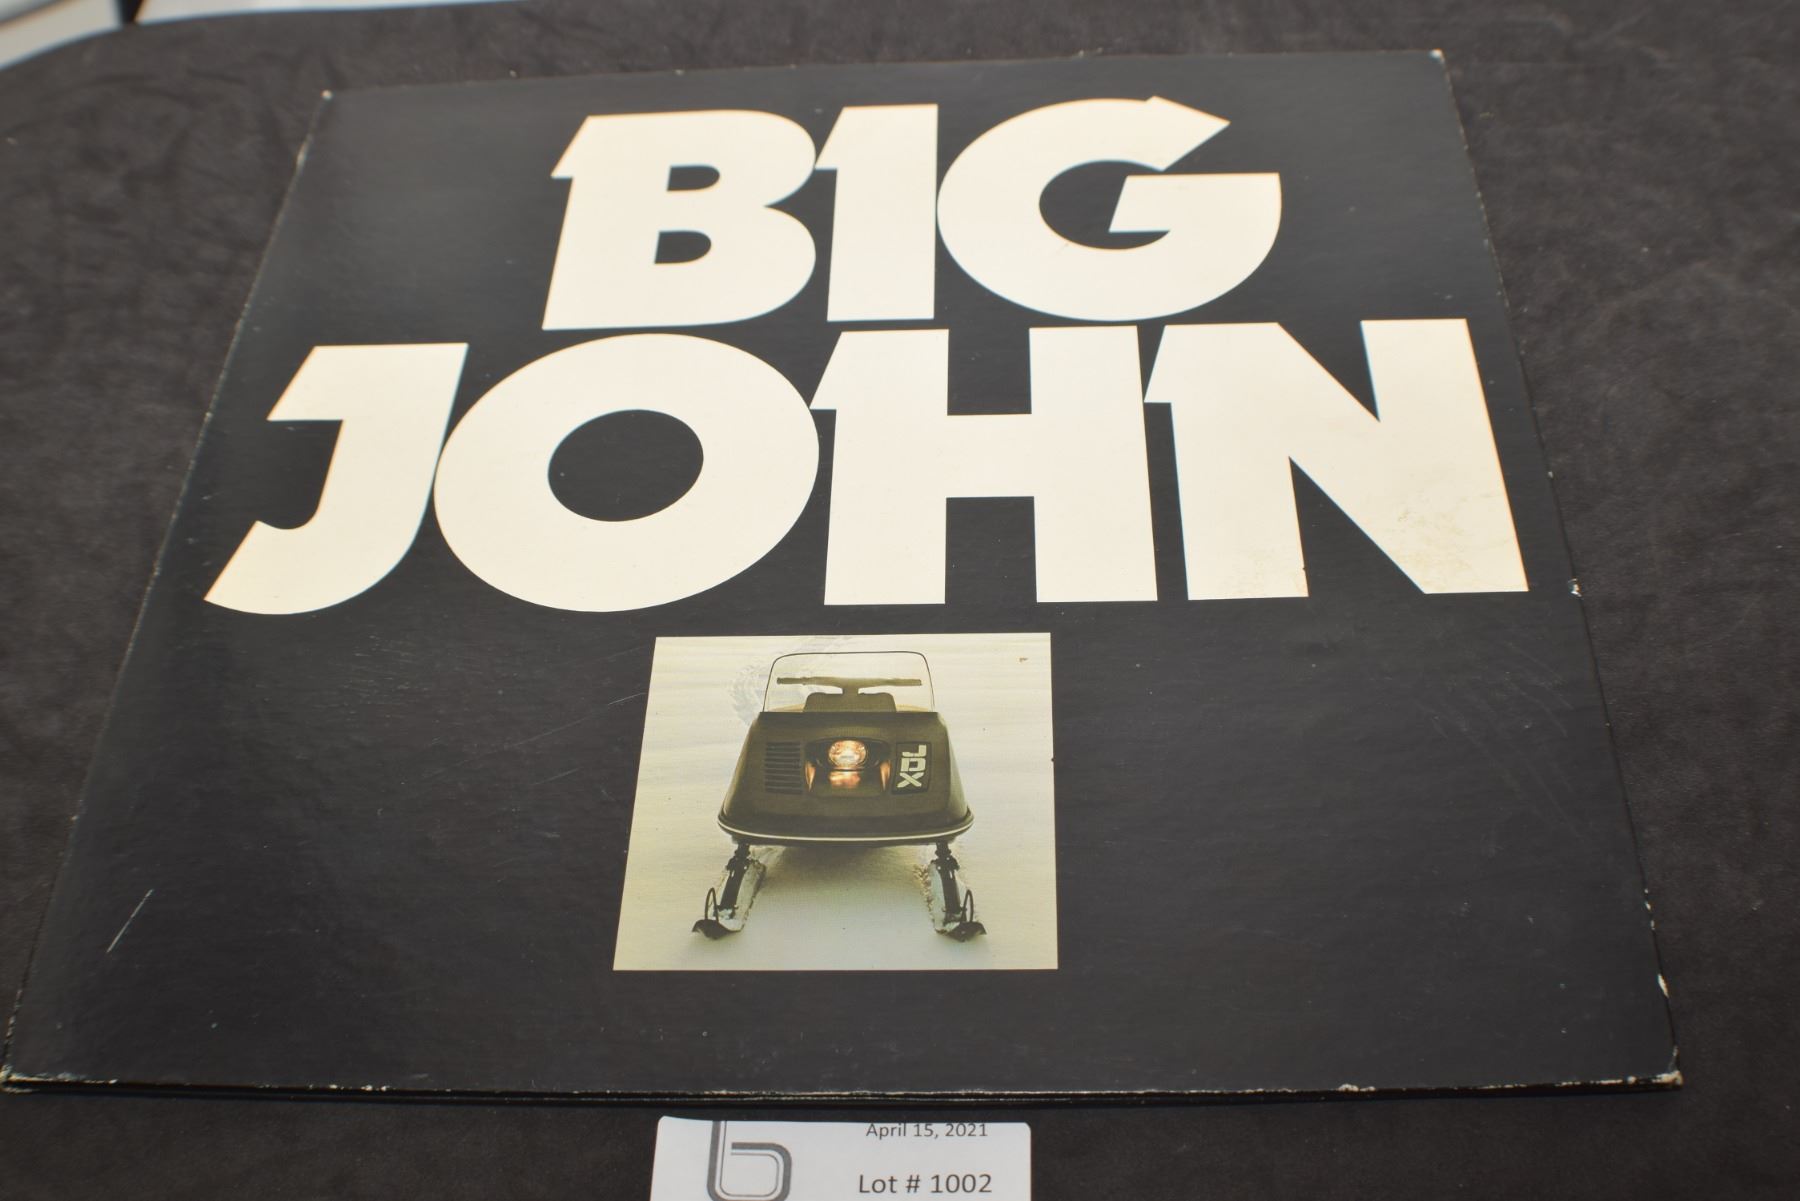 BIG
JOHN
JDX
April 15, 2021
Lot # 1002